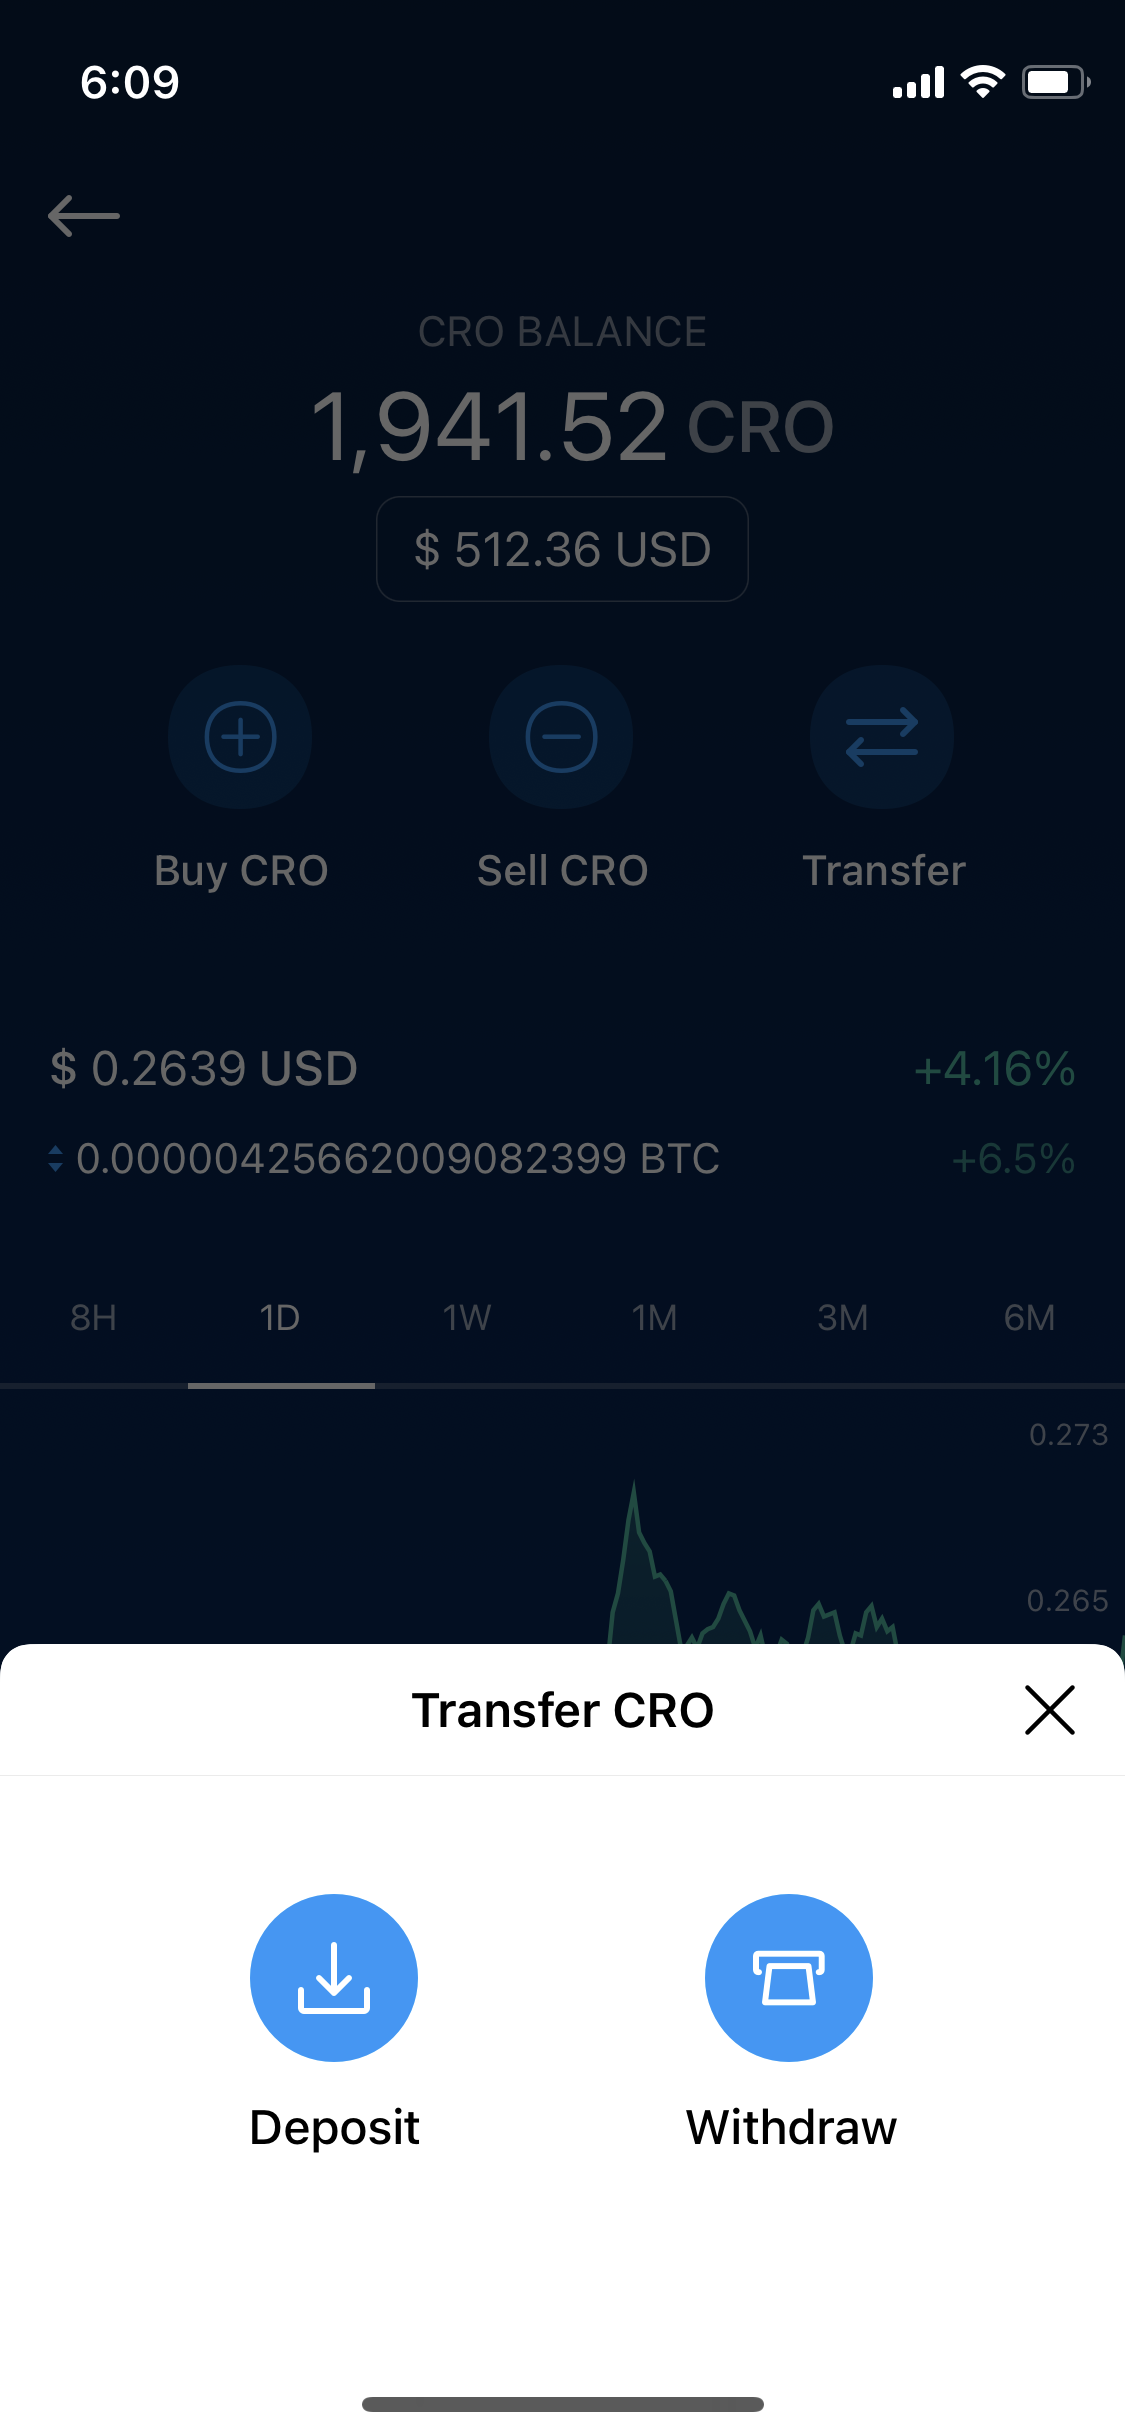 6:09
CRO BALANCE
1,941.52 CRO
$ 512.36 USD
Buy CRO Sell CRO Transfer
$ 0.2639 USD +4.16%
0.00000425662009082399 BTC +6.5%
8H 1D 1W 1M 3M 6M
0.273
0.265
Transfer CRO
Deposit Withdraw